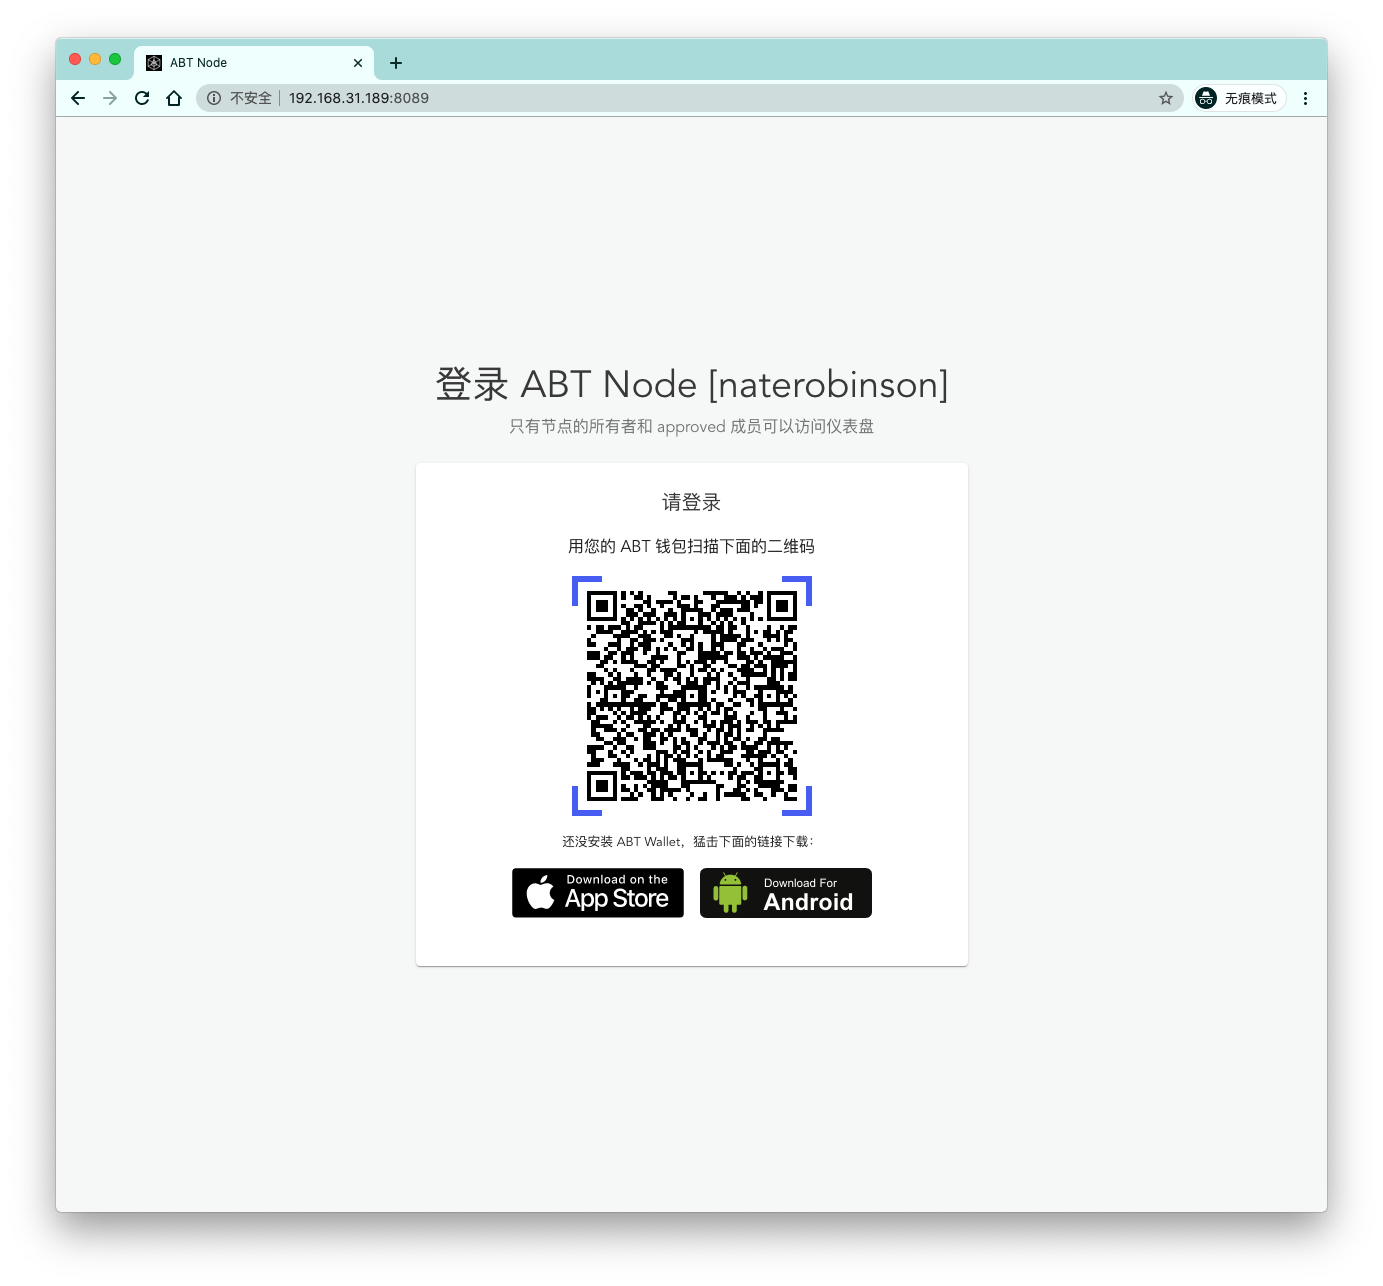 ABT Node
不安全 192.168.31.189:8089
无痕模式
登录 ABT Node [naterobinson]
只有节点的所有者和 approved 成员可以访问仪表盘
请登录
用您的 ABT 钱包扫描下面的二维码
还没安装 ABT Wallet，猛击下面的链接下载：
Download on the
App Store
Download For
Android